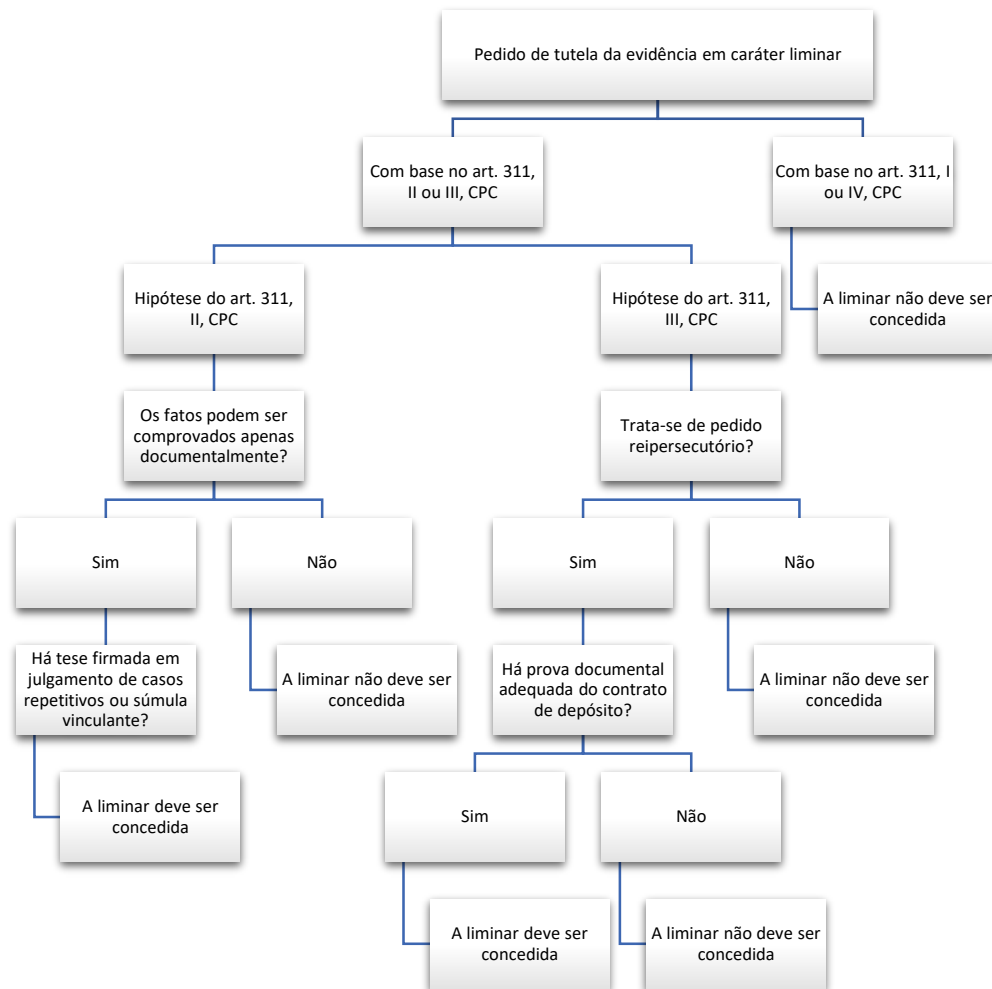 Pedido de tutela da evidência em caráter liminar
Com base no art. 311,
II ou III, CPC
Com base no art. 311, I
ou IV, CPC
Hipótese do art. 311,
II, CPC
Hipótese do art. 311,
III, CPC
A liminar não deve ser
concedida
Os fatos podem ser
comprovados apenas
documentalmente?
Trata-se de pedido
reipersecutório?
Sim
Não
Sim
Não
Há tese firmada em
julgamento de casos
repetitivos ou súmula
vinculante?
A liminar não deve ser
concedida
Há prova documental
adequada do contrato
de depósito?
A liminar não deve ser
concedida
A liminar deve ser
concedida
Sim
Não
A liminar deve ser
concedida
A liminar não deve ser
concedida